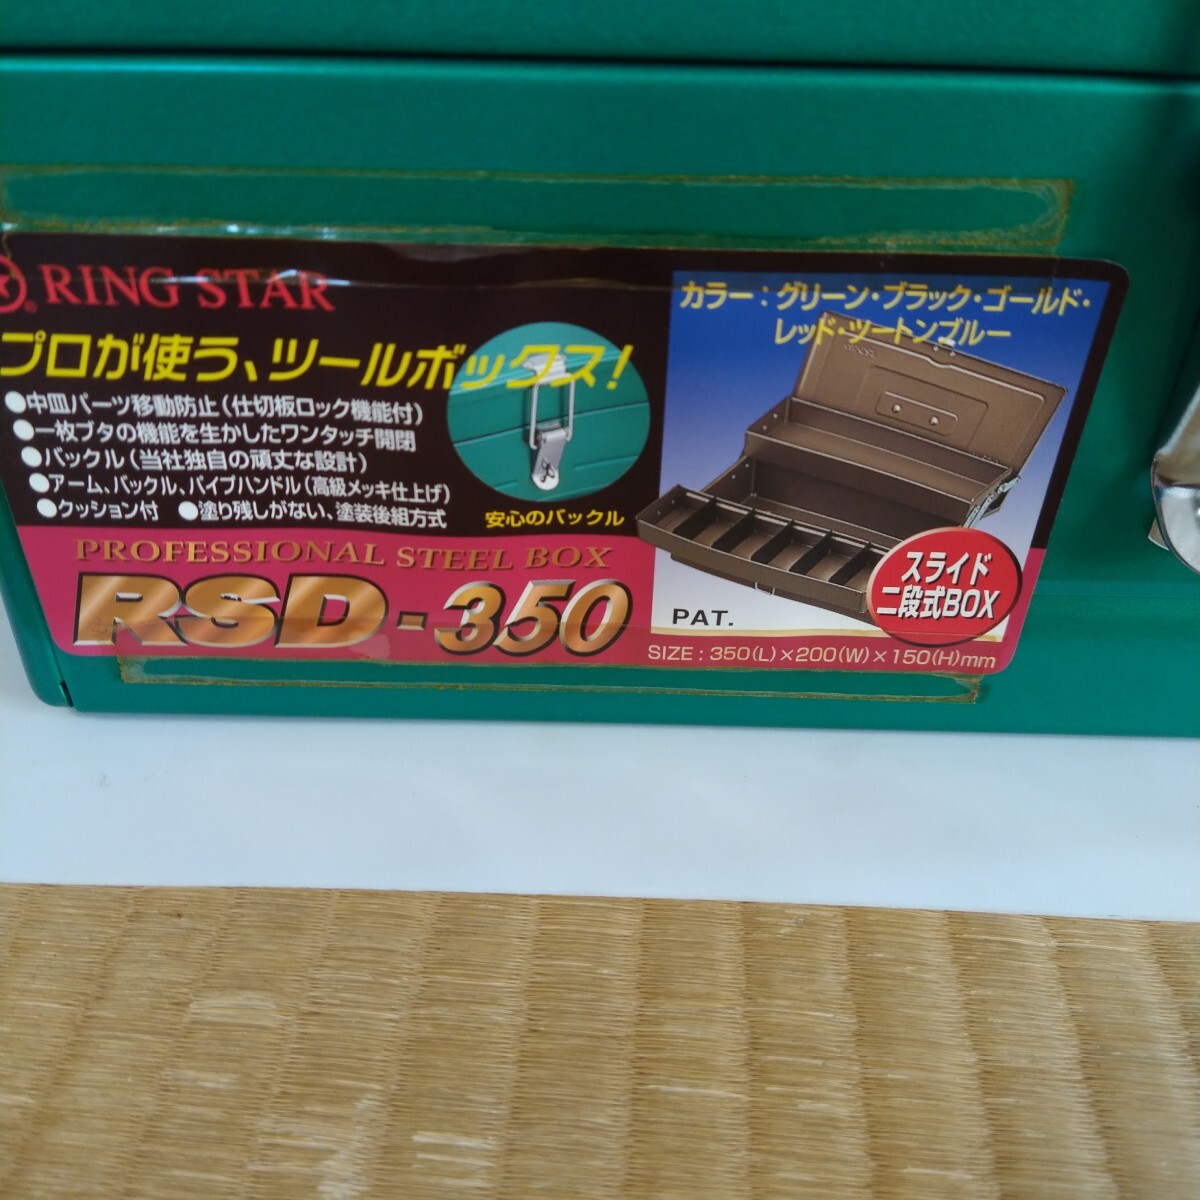 RING STAR
プロが使う、ツールボックス!
●中皿パーツ移動防止(仕切板ロック機能付)
●一枚ブタの機能を生かしたワンタッチ開閉
●バックル(当社独自の頑丈な設計)
●アーム、バックル、パイプハンドル(高級メッキ仕上げ)
●クッション付 ●塗り残しがない、塗装後組方式
安心のバックル
PROFESSIONAL STEEL BOX
RSD-350
カラー:グリーン・ブラック・ゴールド・
レッド・ツートンブルー
スライド
二段式BOX
PAT.
SIZE : 350(L)×200(W)×150(H)mm